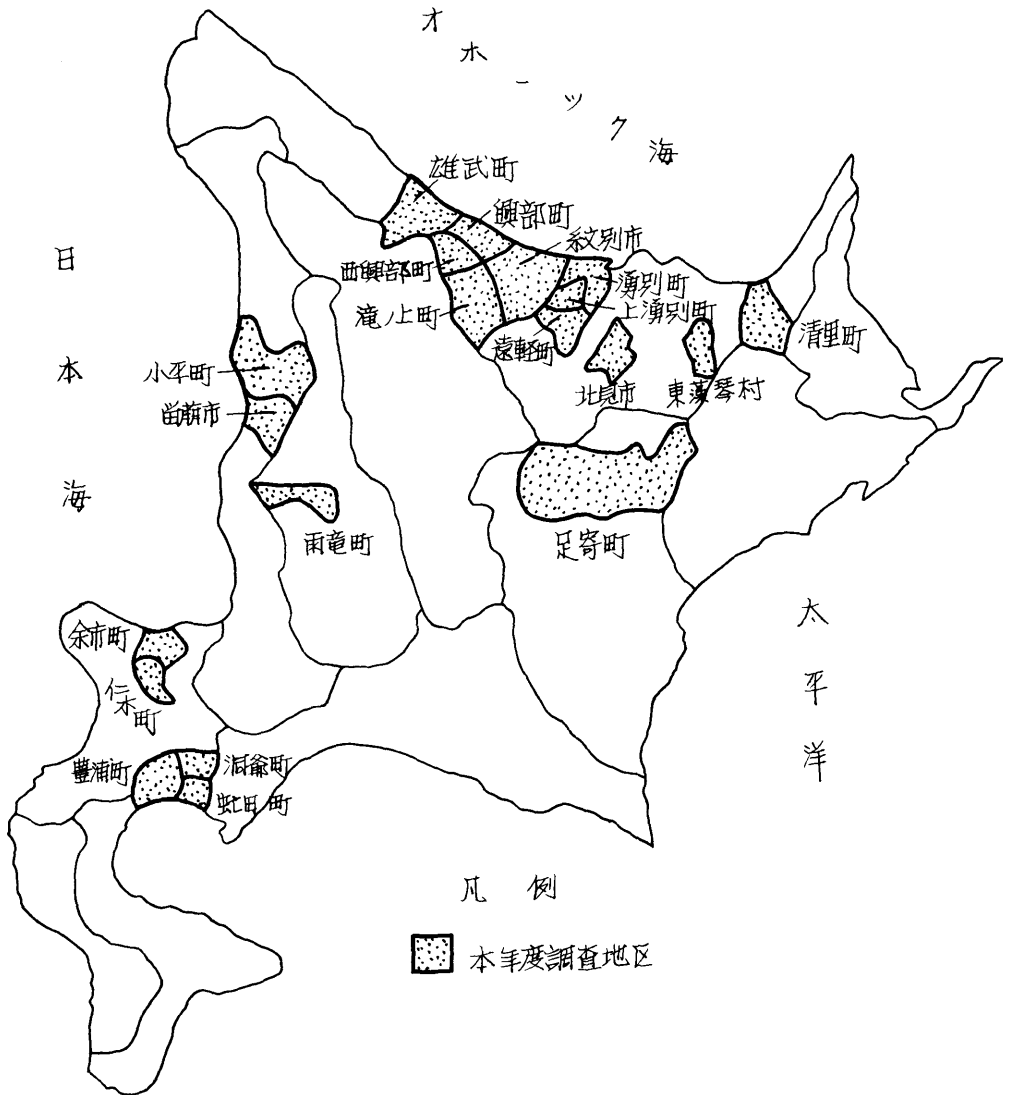 オホーツク海
雄武町
興部町
紋別市
西興部町
湧別町
上湧別町
滝ノ上町
遠軽町
清里町
北見市
東藻琴村
日本海
小平町
留萠市
雨竜町
足寄町
太平洋
余市町
仁木町
豊浦町
洞爺町
虻田町
凡例
本年度調査地区